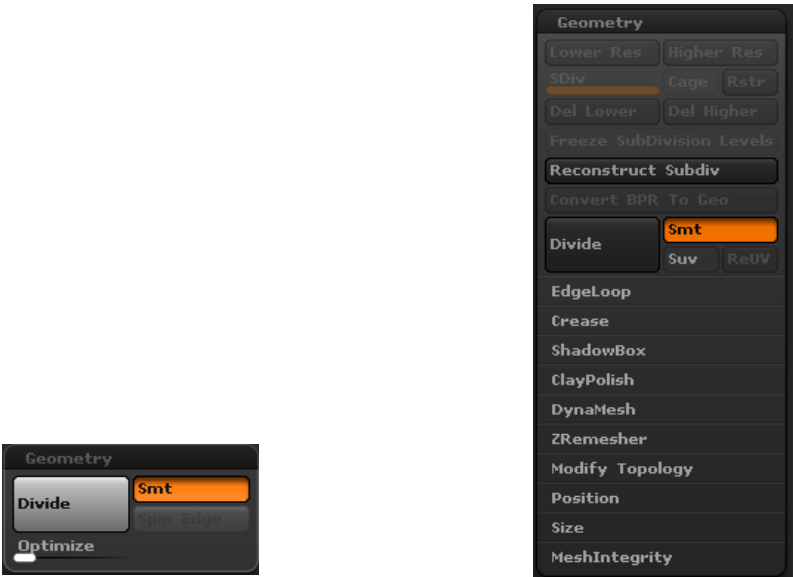 Geometry
Lower Res Higher Res
SDiv Cage Rstr
Del Lower Del Higher
Freeze SubDivision Levels
Reconstruct Subdiv
Convert BPR To Geo
Divide Smt
Suv ReUV
EdgeLoop
Crease
ShadowBox
ClayPolish
DynaMesh
ZRemesher
Modify Topology
Position
Size
MeshIntegrity
Geometry
Divide Smt
Spin Edge
Optimize